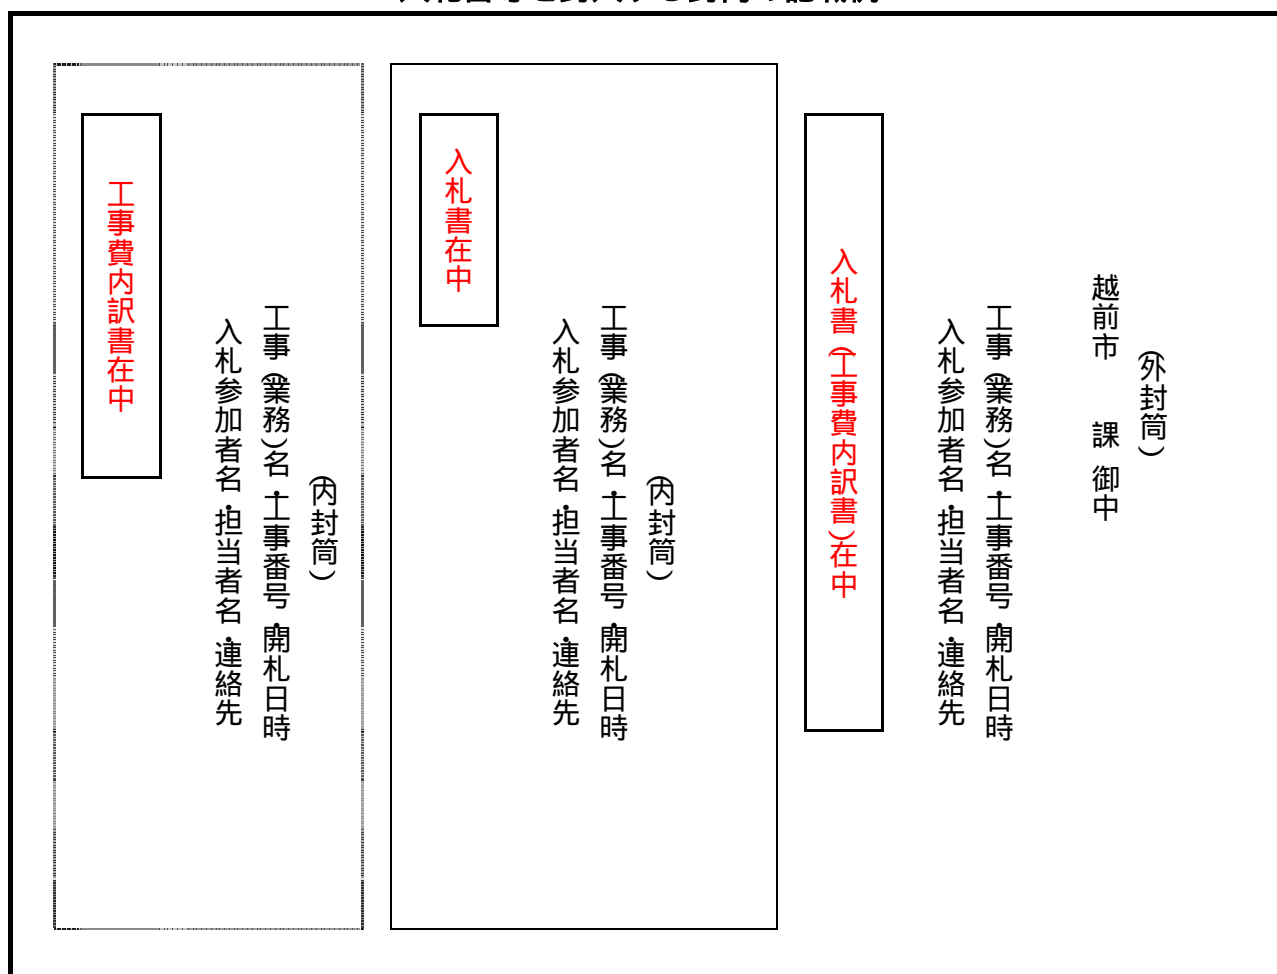 (外封筒)
越前市　課 御中
工事(業務)名・工事番号・開札日時
入札参加者名・担当者名・連絡先
入札書(工事費内訳書)在中
(内封筒)
工事(業務)名・工事番号・開札日時
入札参加者名・担当者名・連絡先
入札書在中
(内封筒)
工事(業務)名・工事番号・開札日時
入札参加者名・担当者名・連絡先
工事費内訳書在中